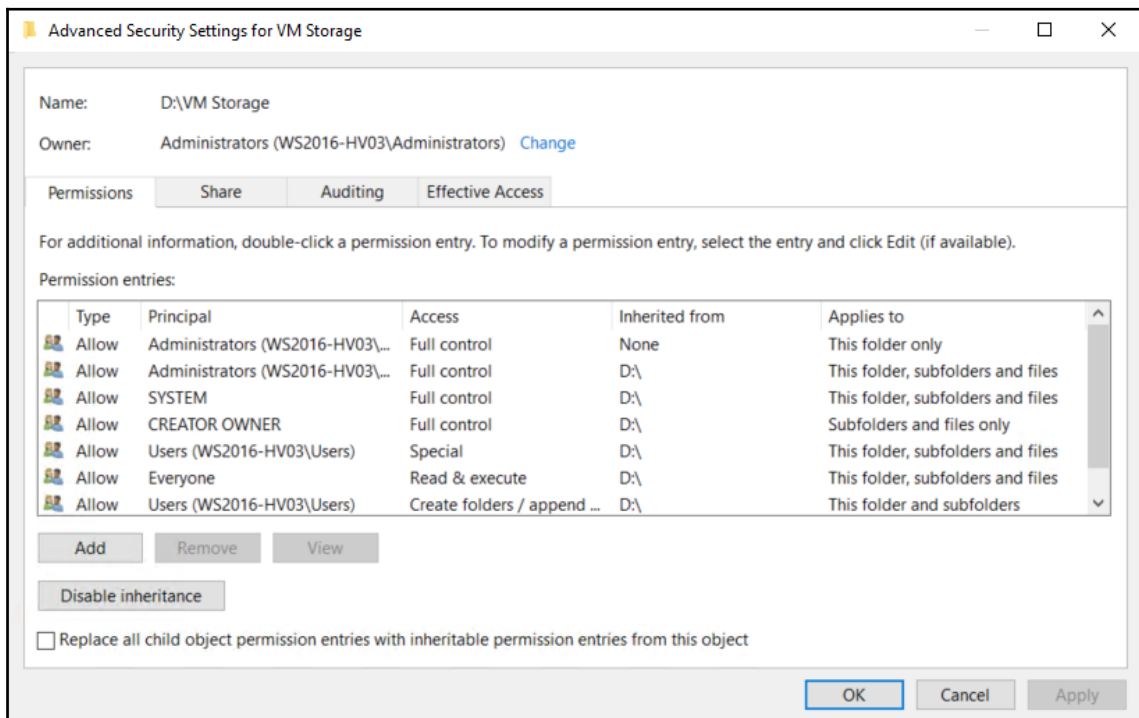 Advanced Security Settings for VM Storage
Name: D:\VM Storage
Owner: Administrators (WS2016-HV03\Administrators) Change
Permissions Share Auditing Effective Access
For additional information, double-click a permission entry. To modify a permission entry, select the entry and click Edit (if available).
Permission entries:
Type Principal Access Inherited from Applies to
Allow Administrators (WS2016-HV03\... Full control None This folder only
Allow Administrators (WS2016-HV03\... Full control D:\ This folder, subfolders and files
Allow SYSTEM Full control D:\ This folder, subfolders and files
Allow CREATOR OWNER Full control D:\ Subfolders and files only
Allow Users (WS2016-HV03\Users) Special D:\ This folder, subfolders and files
Allow Everyone Read & execute D:\ This folder, subfolders and files
Allow Users (WS2016-HV03\Users) Create folders / append ... D:\ This folder and subfolders
Add Remove View
Disable inheritance
Replace all child object permission entries with inheritable permission entries from this object
OK Cancel Apply